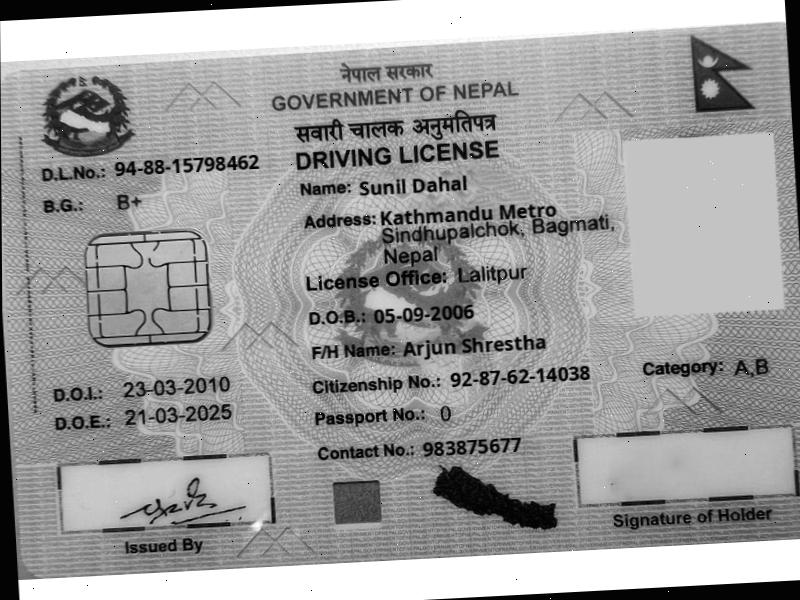 नेपाल सरकार
GOVERNMENT OF NEPAL
सवारी चालक अनुमतिपत्र
DRIVING LICENSE
D.L.No.: 94-88-15798462
B.G.: B+
Name: Sunil Dahal
Address: Kathmandu Metro
Sindhupalchok, Bagmati,
Nepal
License Office: Lalitpur
D.O.B.: 05-09-2006
F/H Name: Arjun Shrestha
Citizenship No.: 92-87-62-14038
Category: A,B
D.O.I.: 23-03-2010
D.O.E.: 21-03-2025
Passport No.: 0
Contact No.: 983875677
Issued By
Signature of Holder